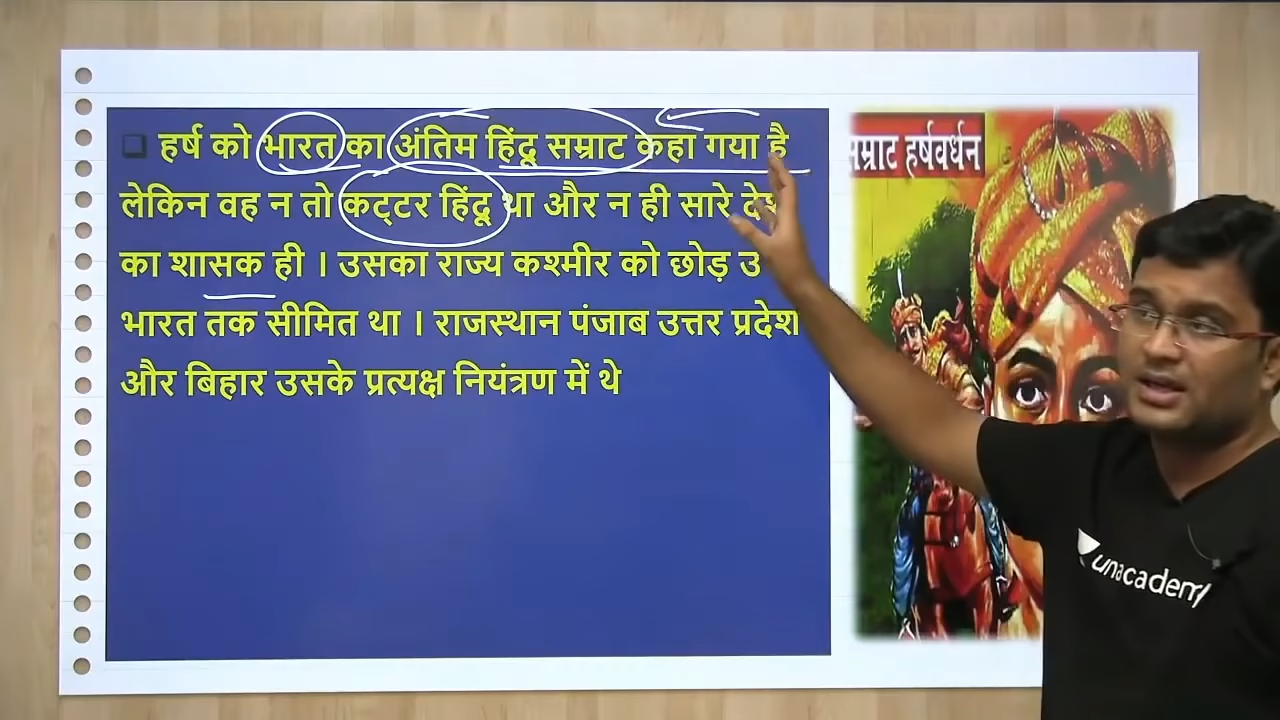 हर्ष को भारत का अंतिम हिंदू सम्राट कहा गया है
लेकिन वह न तो कट्टर हिंदू था और न ही सारे
का शासक ही । उसका राज्य कश्मीर को छोड़
भारत तक सीमित था । राजस्थान पंजाब उत्तर प्रदेश
और बिहार उसके प्रत्यक्ष नियंत्रण में थे
सम्राट हर्षवर्धन
unacademy